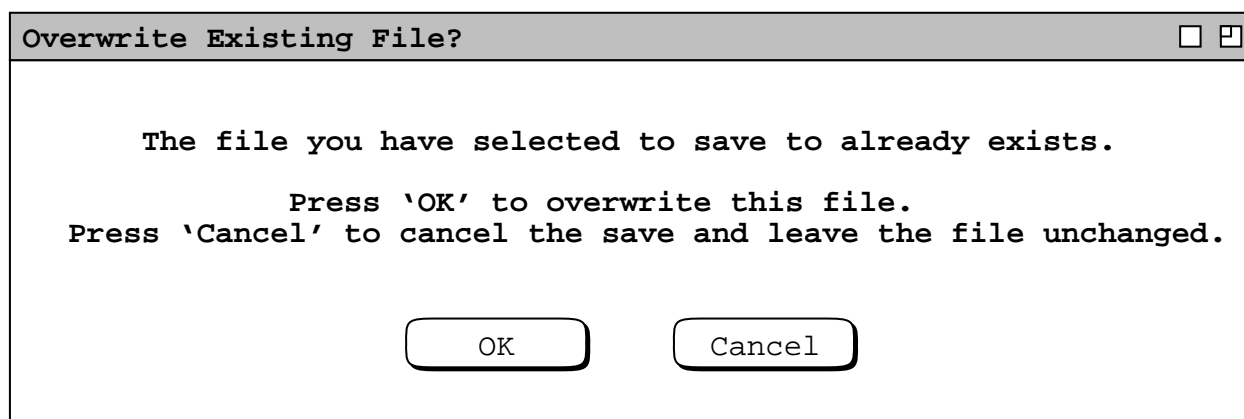 Overwrite Existing File?
The file you have selected to save to already exists.
Press ‘OK’ to overwrite this file.
Press ‘Cancel’ to cancel the save and leave the file unchanged.
OK
Cancel